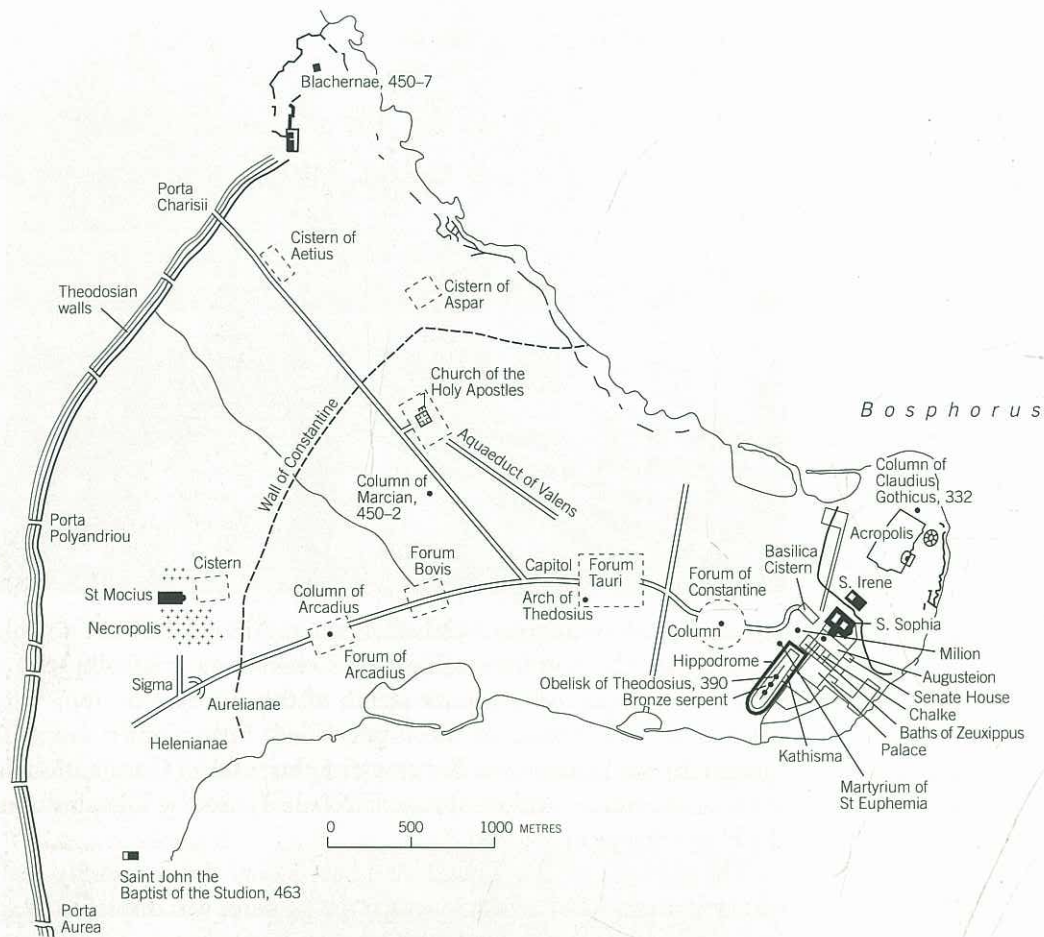 Blachernae, 450–7
Porta
Charisii
Cistern of
Aetius
Theodosian
walls
Cistern of
Aspar
Church of the
Holy Apostles
Bosphorus
Wall of Constantine
Aquaeduct of Valens
Column of
Marcian,
450–2
Column of
Claudius
Gothicus, 332
Acropolis
Porta
Polyandriou
Cistern
St Mocius
Necropolis
Column of
Arcadius
Forum
Bovis
Capitol
Forum
Tauri
Arch of
Thedosius
Basilica
Cistern
Forum of
Constantine
Column
S. Irene
S. Sophia
Milion
Augusteion
Senate House
Chalke
Baths of Zeuxippus
Palace
Hippodrome
Obelisk of Theodosius, 390
Bronze serpent
Kathisma
Martyrium of
St Euphemia
Forum of
Arcadius
Sigma
Aurelianae
Helenianae
0 500 1000 METRES
Saint John the
Baptist of the Studion, 463
Porta
Aurea